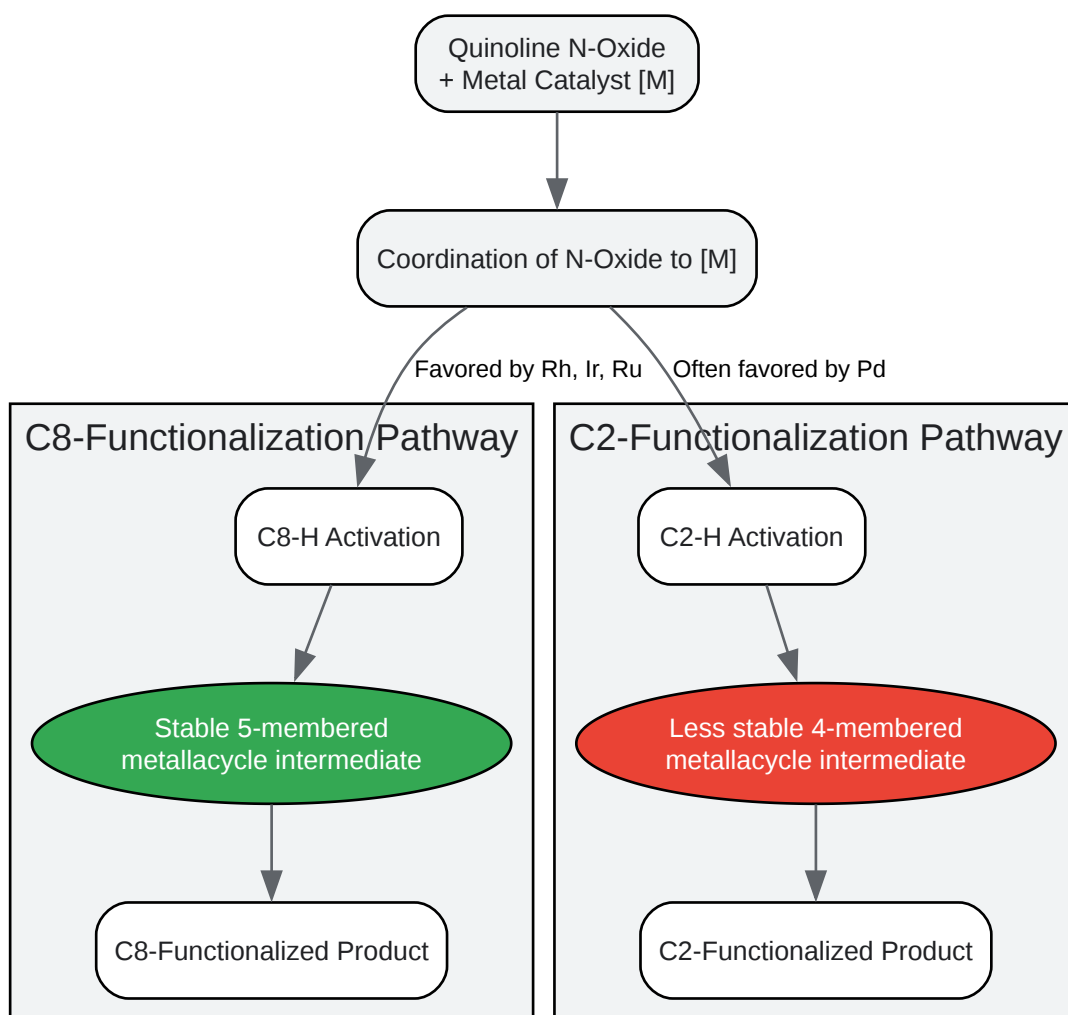 Quinoline N-Oxide
+ Metal Catalyst [M]
Coordination of N-Oxide to [M]
Favored by Rh, Ir, Ru
Often favored by Pd
C8-Functionalization Pathway
C8-H Activation
Stable 5-membered
metallacycle intermediate
C8-Functionalized Product
C2-Functionalization Pathway
C2-H Activation
Less stable 4-membered
metallacycle intermediate
C2-Functionalized Product